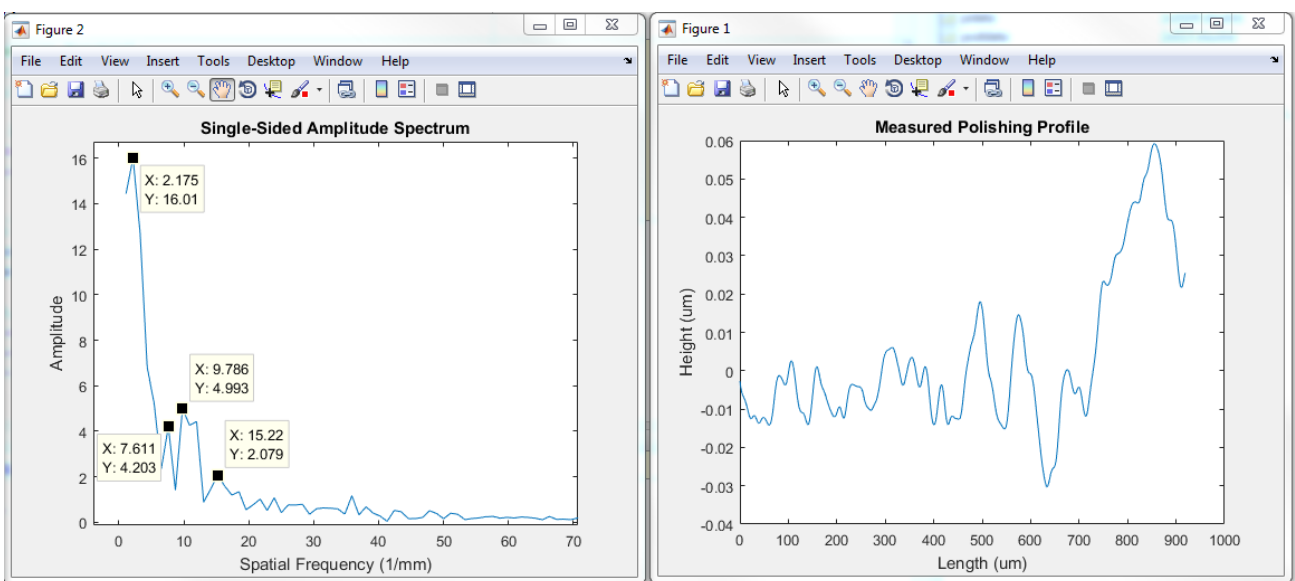 Figure 2
File Edit View Insert Tools Desktop Window Help
Single-Sided Amplitude Spectrum
16
14
12
10
8
6
4
2
0
Amplitude
X: 2.175
Y: 16.01
X: 9.786
Y: 4.993
X: 7.611
Y: 4.203
X: 15.22
Y: 2.079
0 10 20 30 40 50 60 70
Spatial Frequency (1/mm)
Figure 1
File Edit View Insert Tools Desktop Window Help
Measured Polishing Profile
0.06
0.05
0.04
0.03
0.02
0.01
0
-0.01
-0.02
-0.03
-0.04
Height (um)
0 100 200 300 400 500 600 700 800 900 1000
Length (um)